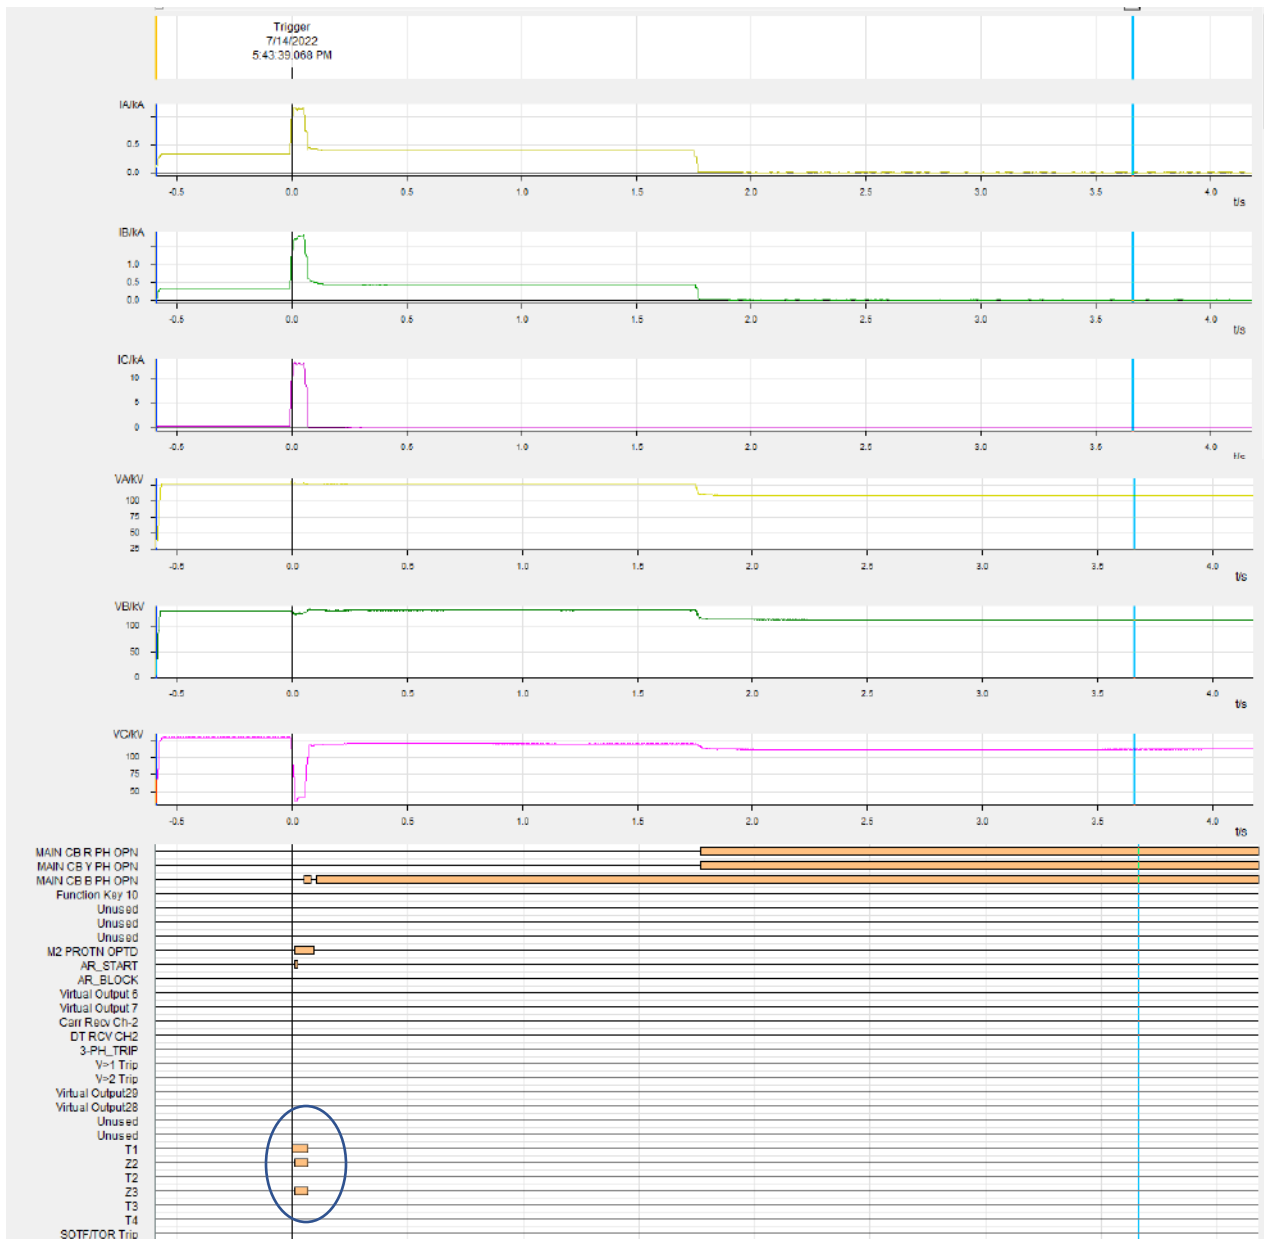 Trigger
7/14/2022
5:43:39.068 PM
IA/kA
0.5
0.0
-0.5 0.0 0.5 1.0 1.5 2.0 2.5 3.0 3.5 4.0
t/s
IB/kA
1.0
0.5
0.0
-0.5 0.0 0.5 1.0 1.5 2.0 2.5 3.0 3.5 4.0
t/s
IC/kA
10
5
0
-0.5 0.0 0.5 1.0 1.5 2.0 2.5 3.0 3.5 4.0
t/s
VA/kV
100
75
50
25
-0.5 0.0 0.5 1.0 1.5 2.0 2.5 3.0 3.5 4.0
t/s
VB/kV
100
50
0
-0.5 0.0 0.5 1.0 1.5 2.0 2.5 3.0 3.5 4.0
t/s
VC/kV
100
75
50
-0.5 0.0 0.5 1.0 1.5 2.0 2.5 3.0 3.5 4.0
t/s
MAIN CB R PH OPN
MAIN CB Y PH OPN
MAIN CB B PH OPN
Function Key 10
Unused
Unused
Unused
M2 PROTN OPTD
AR_START
AR_BLOCK
Virtual Output 6
Virtual Output 7
Carr Recv Ch-2
DT RCV CH2
3-PH_TRIP
V>1 Trip
V>2 Trip
Virtual Output29
Virtual Output28
Unused
Unused
T1
Z2
T2
Z3
T3
T4
SOTF/TOR Trip